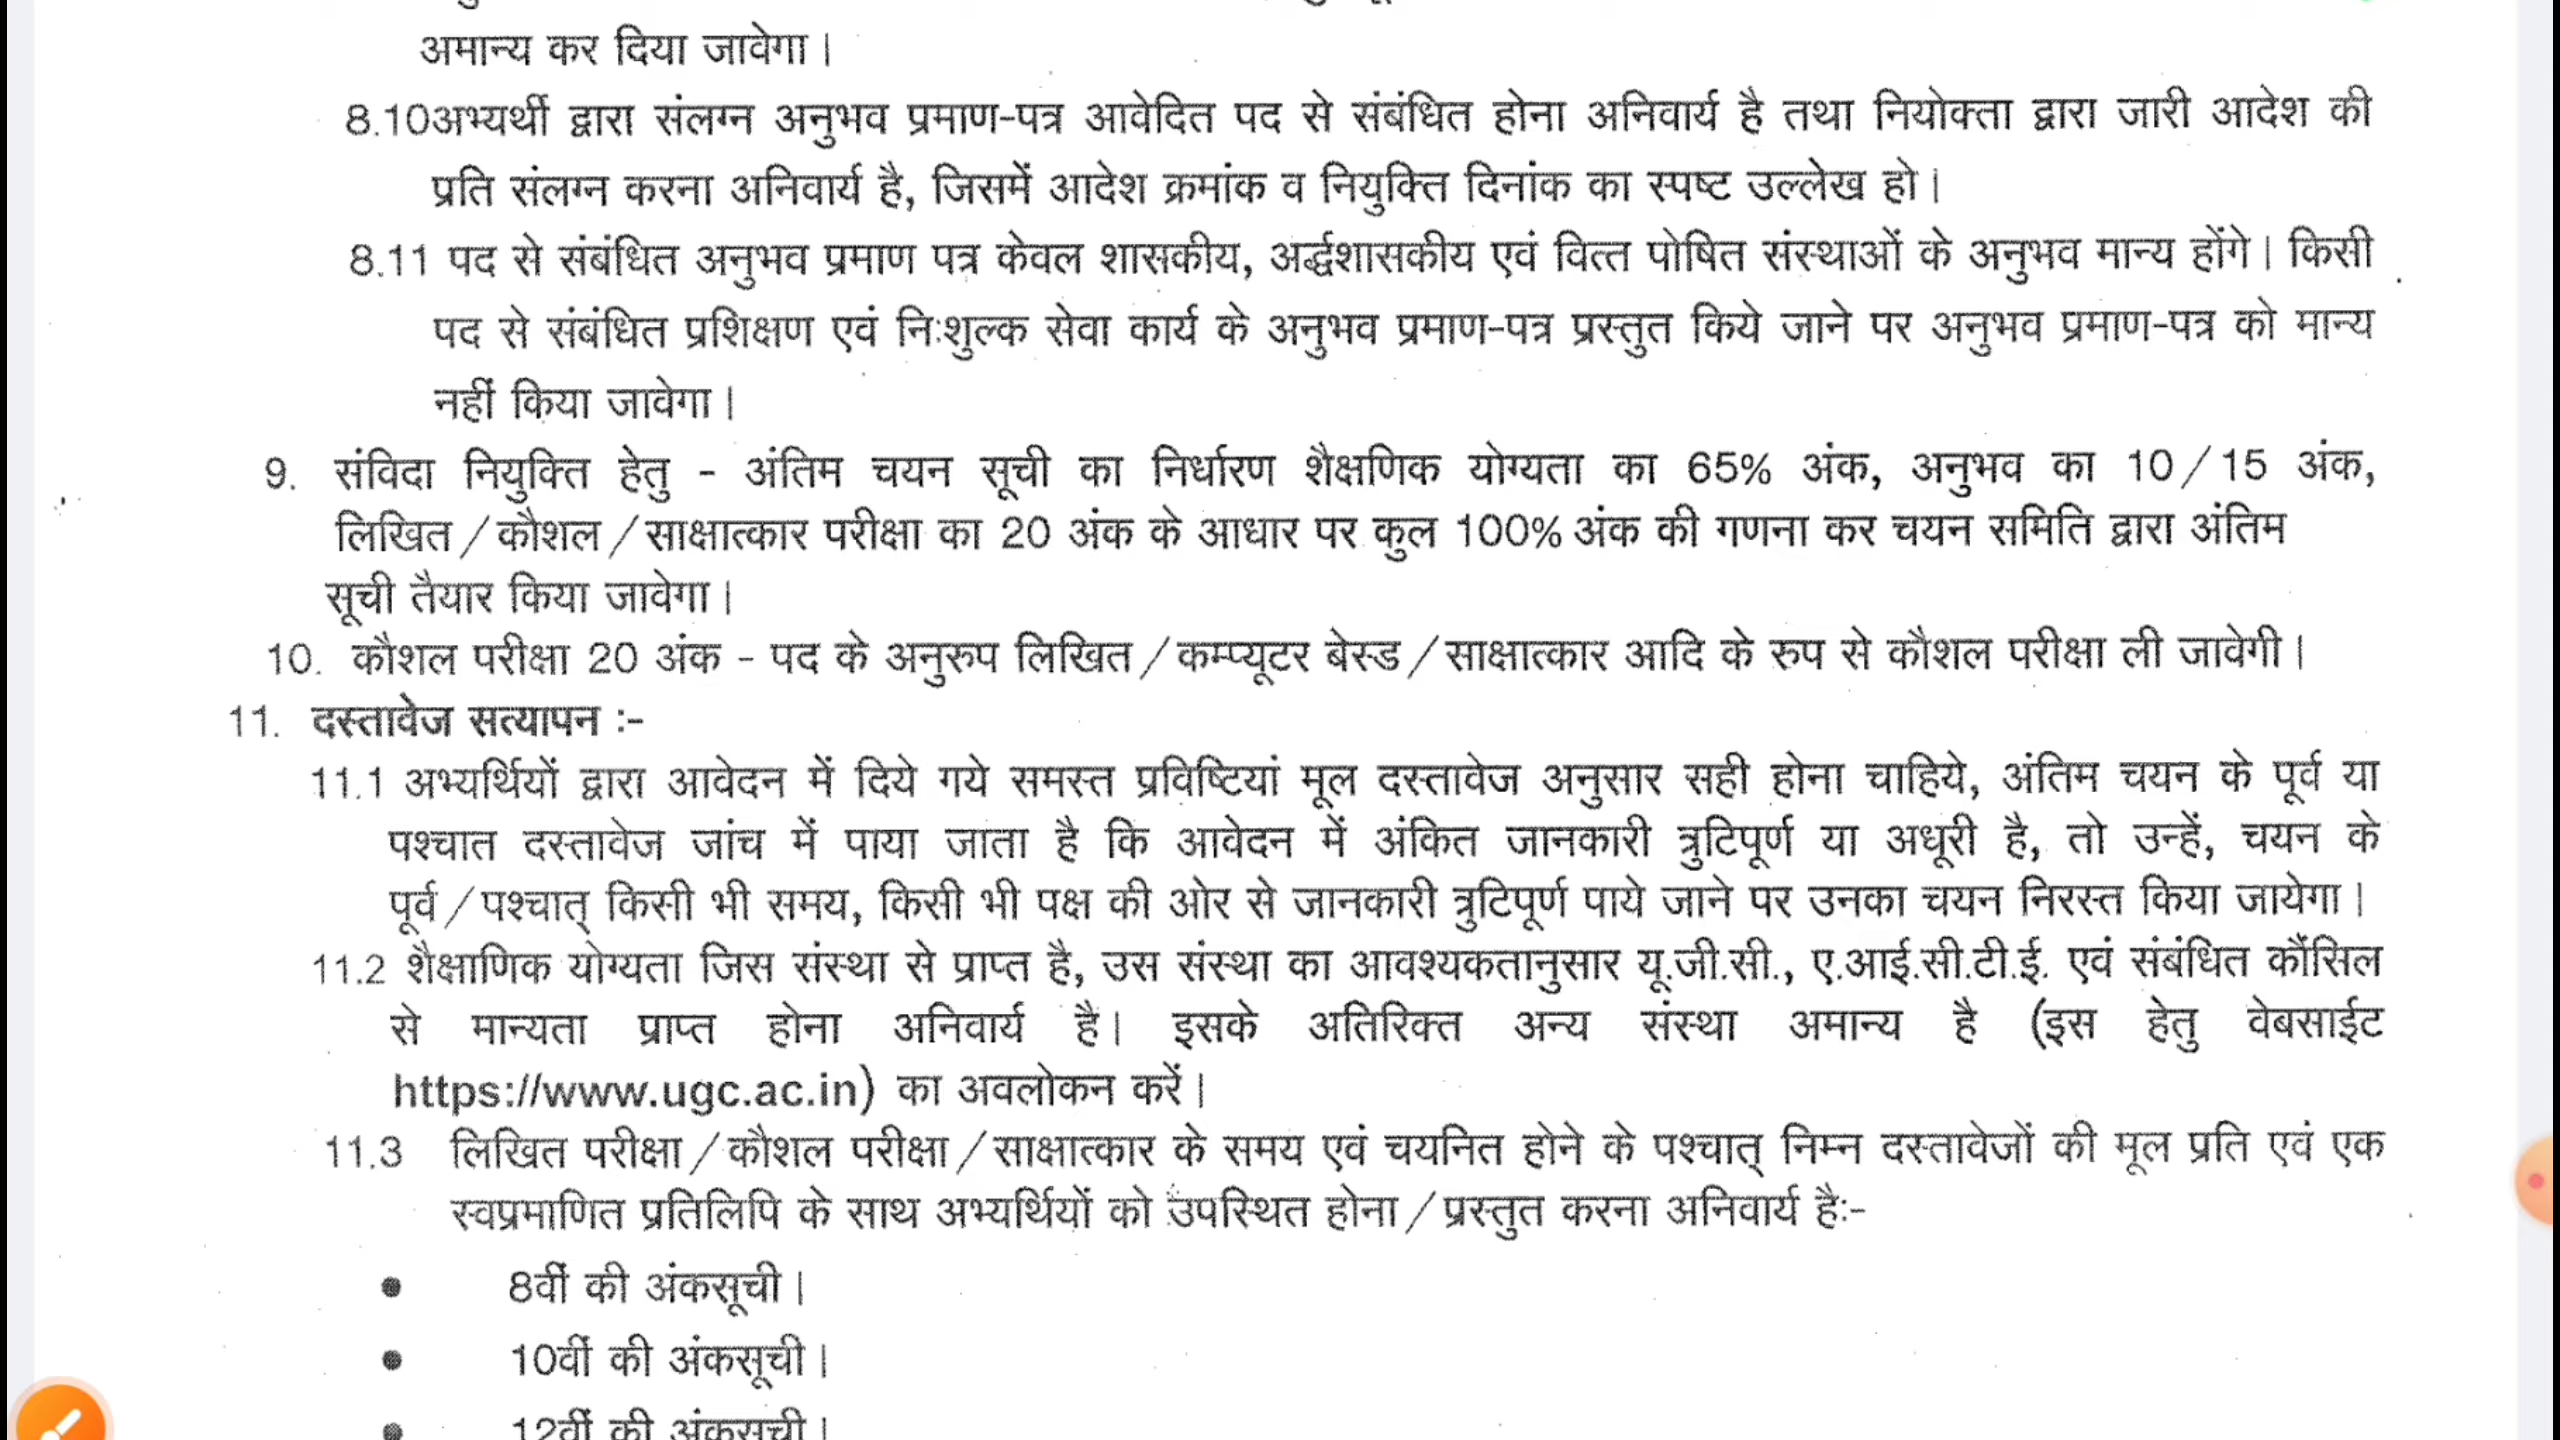 अमान्य कर दिया जावेगा।
8.10अभ्यर्थी द्वारा संलग्न अनुभव प्रमाण-पत्र आवेदित पद से संबंधित होना अनिवार्य है तथा नियोक्ता द्वारा जारी आदेश की
प्रति संलग्न करना अनिवार्य है, जिसमें आदेश क्रमांक व नियुक्ति दिनांक का स्पष्ट उल्लेख हो।
8.11 पद से संबंधित अनुभव प्रमाण पत्र केवल शासकीय, अर्द्धशासकीय एवं वित्त पोषित संस्थाओं के अनुभव मान्य होंगे। किसी
पद से संबंधित प्रशिक्षण एवं निःशुल्क सेवा कार्य के अनुभव प्रमाण-पत्र प्रस्तुत किये जाने पर अनुभव प्रमाण-पत्र को मान्य
नहीं किया जावेगा।
9. संविदा नियुक्ति हेतु - अंतिम चयन सूची का निर्धारण शैक्षणिक योग्यता का 65% अंक, अनुभव का 10/15 अंक,
लिखित/कौशल/साक्षात्कार परीक्षा का 20 अंक के आधार पर कुल 100% अंक की गणना कर चयन समिति द्वारा अंतिम
सूची तैयार किया जावेगा।
10. कौशल परीक्षा 20 अंक - पद के अनुरुप लिखित/कम्प्यूटर बेस्ड/साक्षात्कार आदि के रुप से कौशल परीक्षा ली जावेगी।
11. दस्तावेज सत्यापन :-
11.1 अभ्यर्थियों द्वारा आवेदन में दिये गये समस्त प्रविष्टियां मूल दस्तावेज अनुसार सही होना चाहिये, अंतिम चयन के पूर्व या
पश्चात दस्तावेज जांच में पाया जाता है कि आवेदन में अंकित जानकारी त्रुटिपूर्ण या अधूरी है, तो उन्हें, चयन के
पूर्व/पश्चात् किसी भी समय, किसी भी पक्ष की ओर से जानकारी त्रुटिपूर्ण पाये जाने पर उनका चयन निरस्त किया जायेगा।
11.2 शैक्षाणिक योग्यता जिस संस्था से प्राप्त है, उस संस्था का आवश्यकतानुसार यू.जी.सी., ए.आई.सी.टी.ई. एवं संबंधित कौंसिल
से मान्यता प्राप्त होना अनिवार्य है। इसके अतिरिक्त अन्य संस्था अमान्य है (इस हेतु वेबसाईट
https://www.ugc.ac.in) का अवलोकन करें।
11.3 लिखित परीक्षा/कौशल परीक्षा/साक्षात्कार के समय एवं चयनित होने के पश्चात् निम्न दस्तावेजों की मूल प्रति एवं एक
स्वप्रमाणित प्रतिलिपि के साथ अभ्यर्थियों को उपस्थित होना/प्रस्तुत करना अनिवार्य है:-
• 8वीं की अंकसूची।
• 10वीं की अंकसूची।
• 12वीं की अंकसूची।